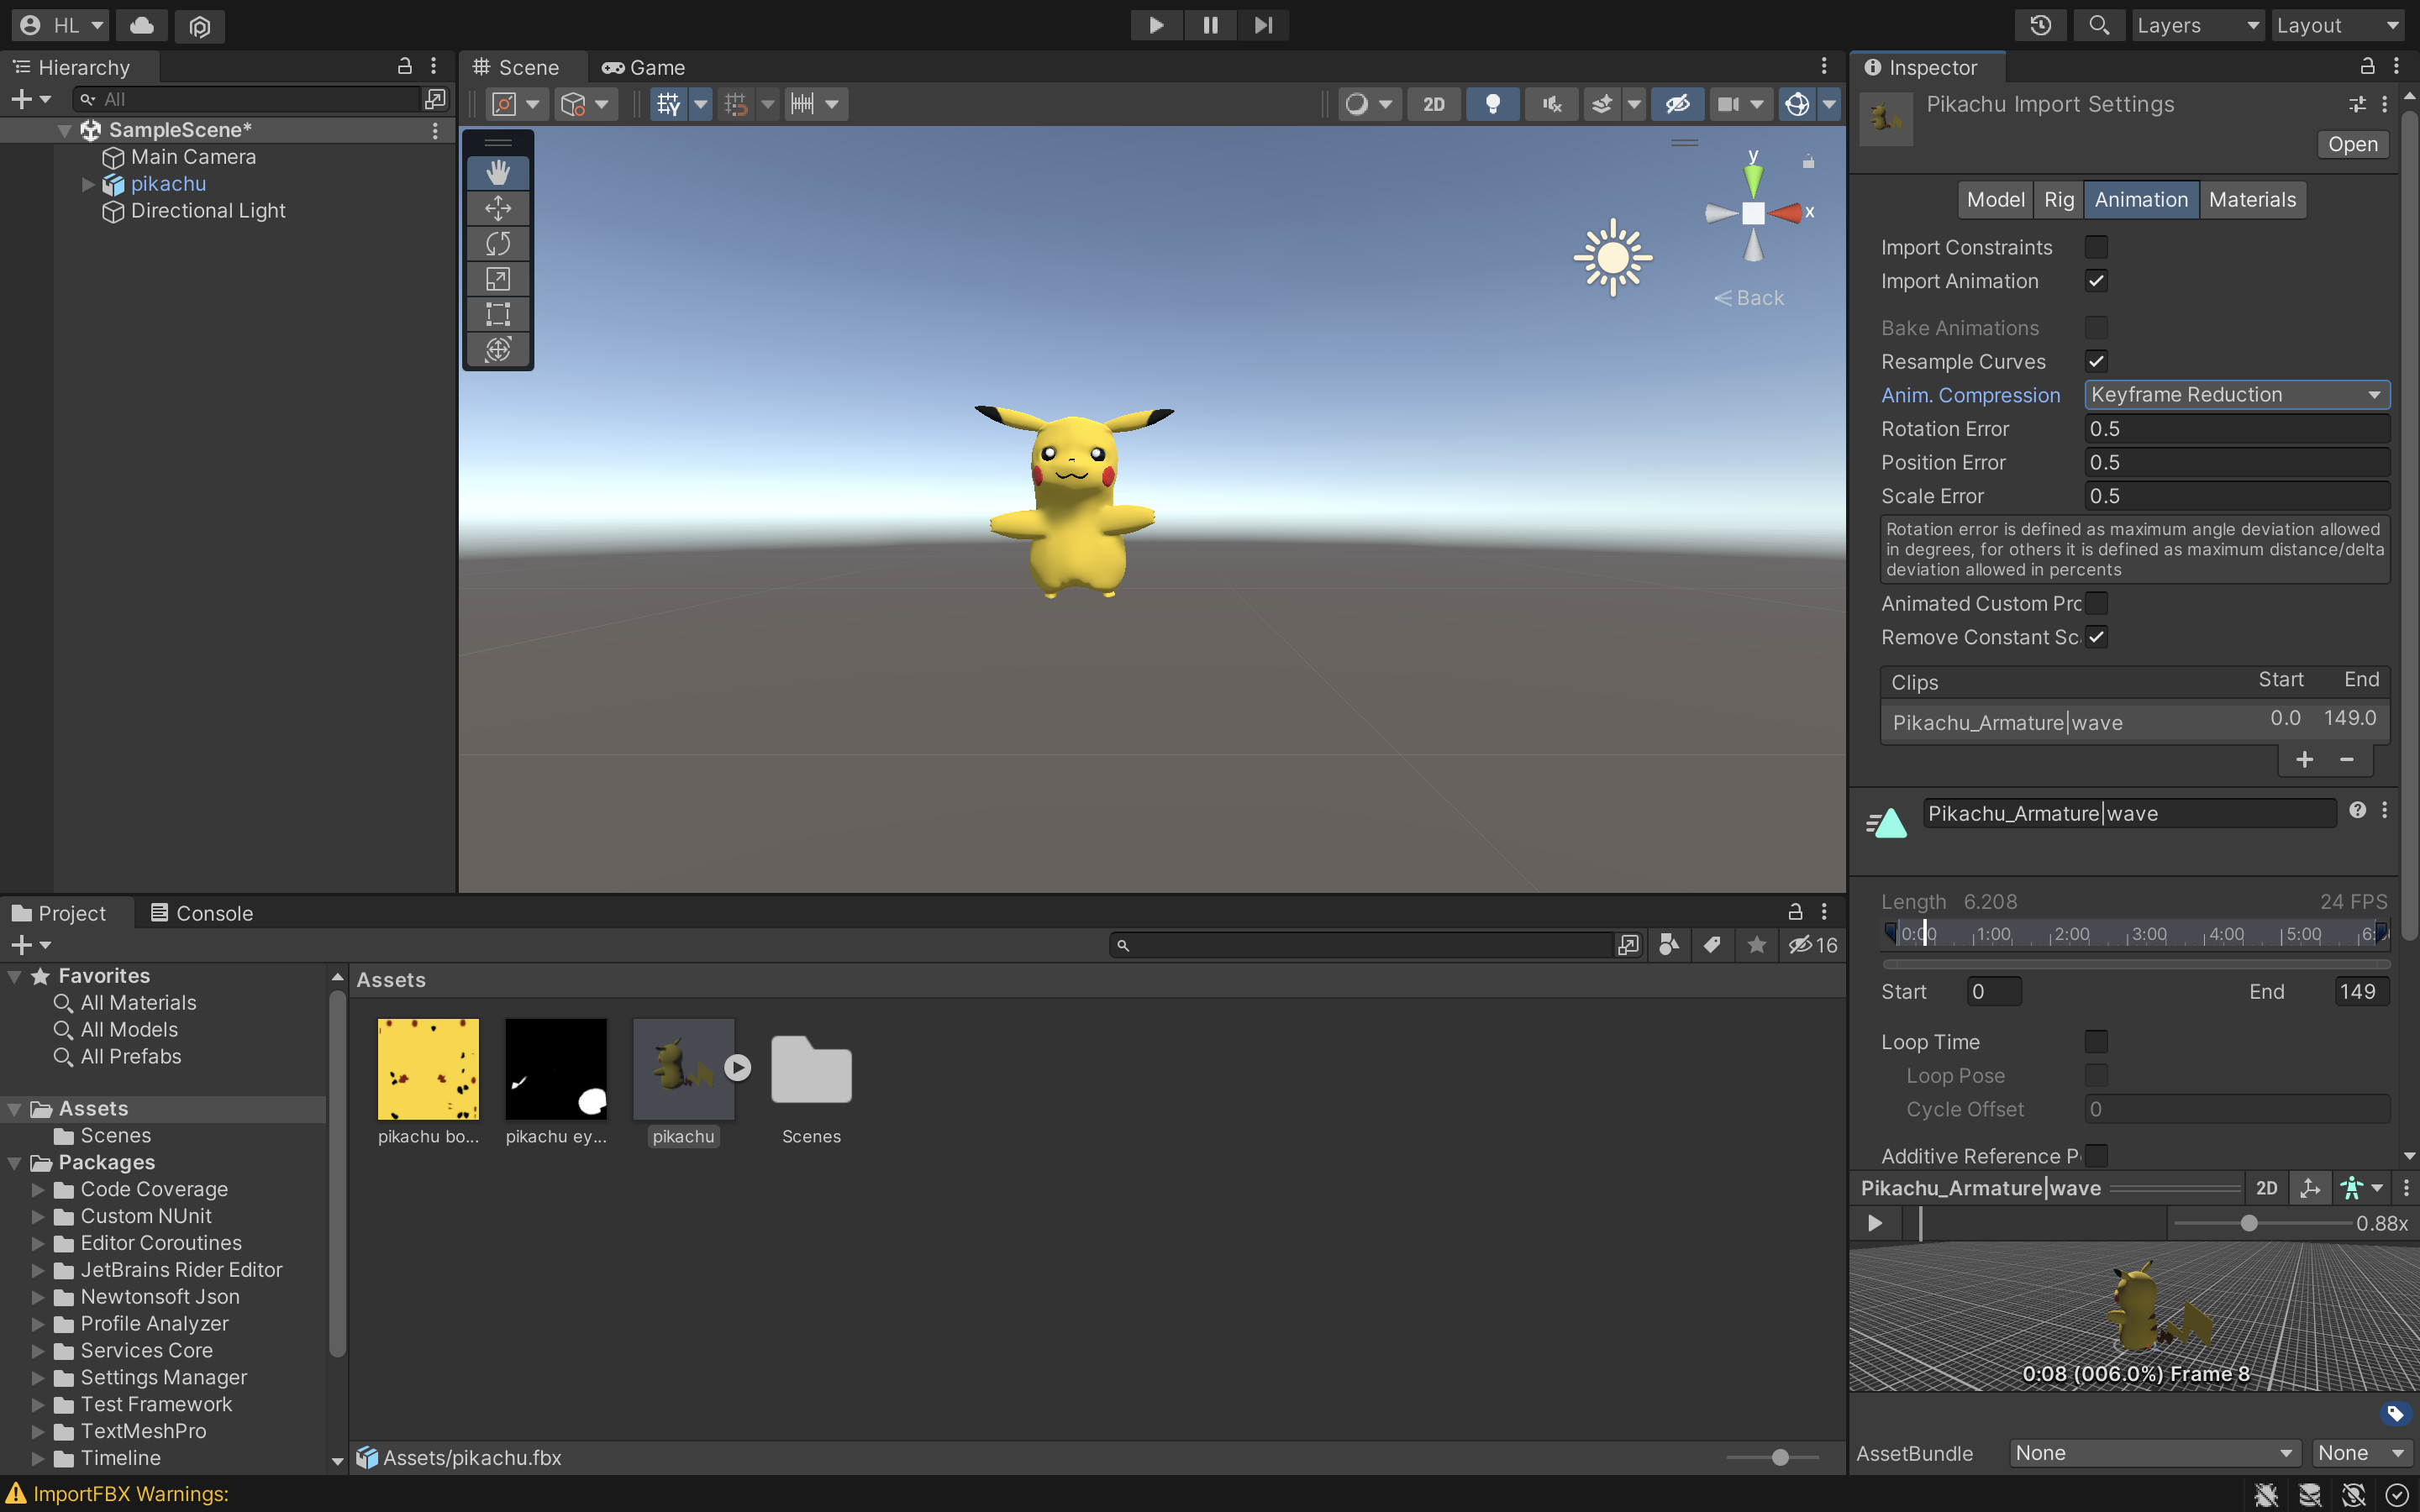 HL
Layers
Layout
Hierarchy
All
SampleScene*
Main Camera
pikachu
Directional Light
Scene
Game
2D
y
x
Back
Inspector
Pikachu Import Settings
Open
Model
Rig
Animation
Materials
Import Constraints
Import Animation
Bake Animations
Resample Curves
Anim. Compression
Keyframe Reduction
Rotation Error
0.5
Position Error
0.5
Scale Error
0.5
Rotation error is defined as maximum angle deviation allowed
in degrees, for others it is defined as maximum distance/delta
deviation allowed in percents
Animated Custom Pro
Remove Constant Sc
Clips
Start
End
Pikachu_Armature|wave
0.0
149.0
Pikachu_Armature|wave
Length
6.208
24 FPS
0:00
1:00
2:00
3:00
4:00
5:00
Start
0
End
149
Loop Time
Loop Pose
Cycle Offset
0
Additive Reference P
Pikachu_Armature|wave
2D
0.88x
0:08 (006.0%) Frame 8
AssetBundle
None
None
Project
Console
16
Favorites
All Materials
All Models
All Prefabs
Assets
Scenes
Packages
Code Coverage
Custom NUnit
Editor Coroutines
JetBrains Rider Editor
Newtonsoft Json
Profile Analyzer
Services Core
Settings Manager
Test Framework
TextMeshPro
Timeline
Assets
pikachu bo...
pikachu ey...
pikachu
Scenes
Assets/pikachu.fbx
ImportFBX Warnings: